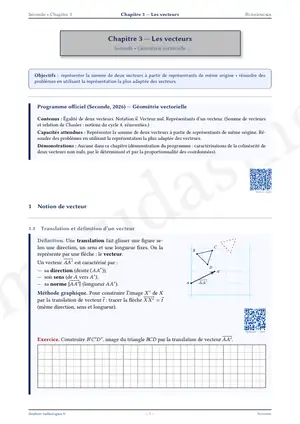 Seconde • Chapitre 3
Chapitre 3 — Les vecteurs
Chapitre 3 — Les vecteurs
Seconde • Géométrie vectorielle
Objectifs : représenter la somme de deux vecteurs à partir de représentants de même origine • résoudre des
problèmes en utilisant la représentation la plus adaptée des vecteurs.
Programme officiel (Seconde, 2026) — Géométrie vectorielle
Contenus : Égalité de deux vecteurs. Notation u⃗. Vecteur nul. Représentants d'un vecteur. (Somme de vecteurs
et relation de Chasles : notions du cycle 4, réinvesties.)
Capacités attendues : Représenter la somme de deux vecteurs à partir de représentants de même origine. Ré-
soudre des problèmes en utilisant la représentation la plus adaptée des vecteurs.
Démonstrations : Aucune dans ce chapitre (démonstration du programme : caractérisations de la colinéarité de
deux vecteurs non nuls, par le déterminant et par la proportionnalité des coordonnées).
1 Notion de vecteur
1.1 Translation et définition d'un vecteur
Définition. Une translation fait glisser une figure se-
lon une direction, un sens et une longueur fixes. On la
représente par une flèche : le vecteur.
Un vecteur AA' est caractérisé par :
— sa direction (droite (AA')),
— son sens (de A vers A'),
— sa norme ||AA'|| (longueur AA').
Méthode graphique. Pour construire l'image X' de X
par la translation de vecteur t⃗ : tracer la flèche XX' = t⃗
(même direction, sens et longueur).
Exercice. Construire B'C'D', image du triangle BCD par la translation de vecteur AA'.
– 1 –